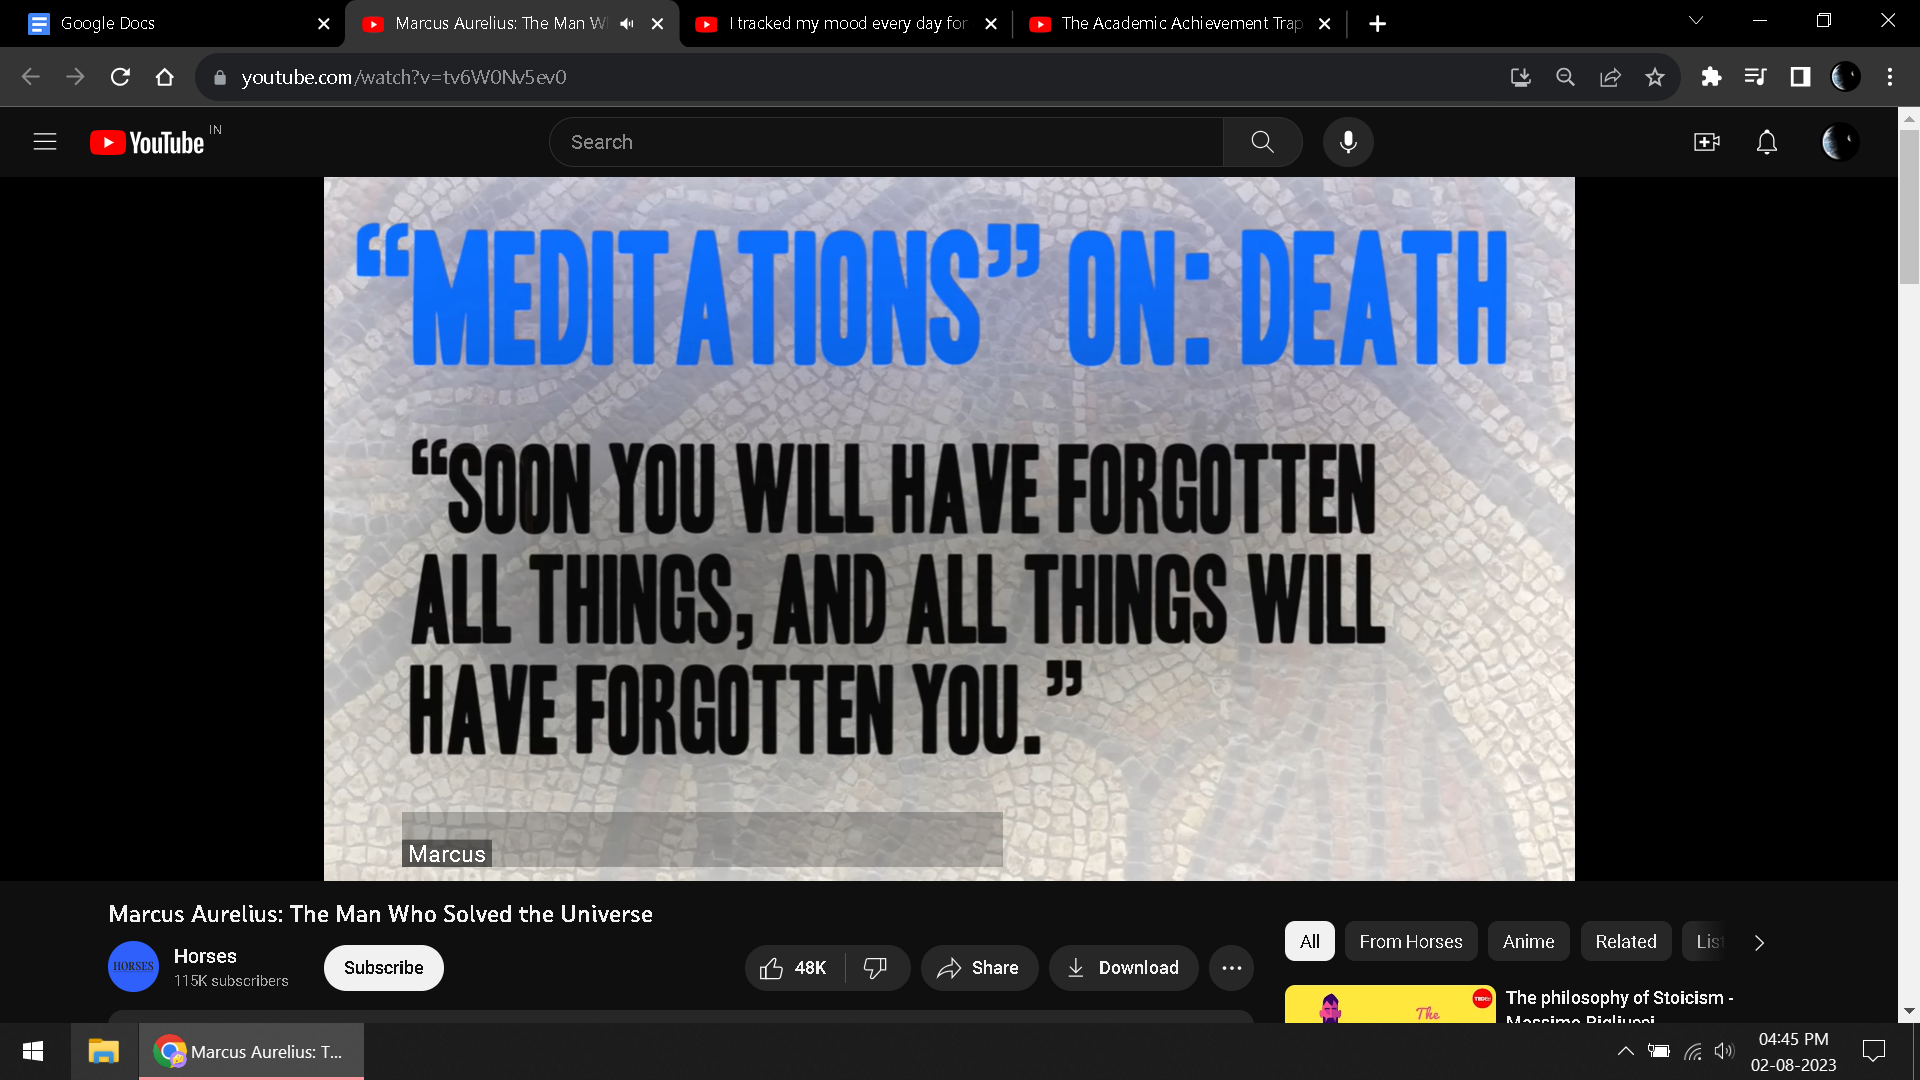 Google Docs
Marcus Aurelius: The Man W
I tracked my mood every day for
The Academic Achievement Trap
youtube.com/watch?v=tv6W0Nv5ev0
YouTube IN
Search
“MEDITATIONS” ON: DEATH
“SOON YOU WILL HAVE FORGOTTEN
ALL THINGS, AND ALL THINGS WILL
HAVE FORGOTTEN YOU.”
Marcus
Marcus Aurelius: The Man Who Solved the Universe
HORSES
Horses
115K subscribers
Subscribe
48K
Share
Download
All
From Horses
Anime
Related
List
The
The philosophy of Stoicism -
Massimo Pigliucci
Marcus Aurelius: T...
04:45 PM
02-08-2023